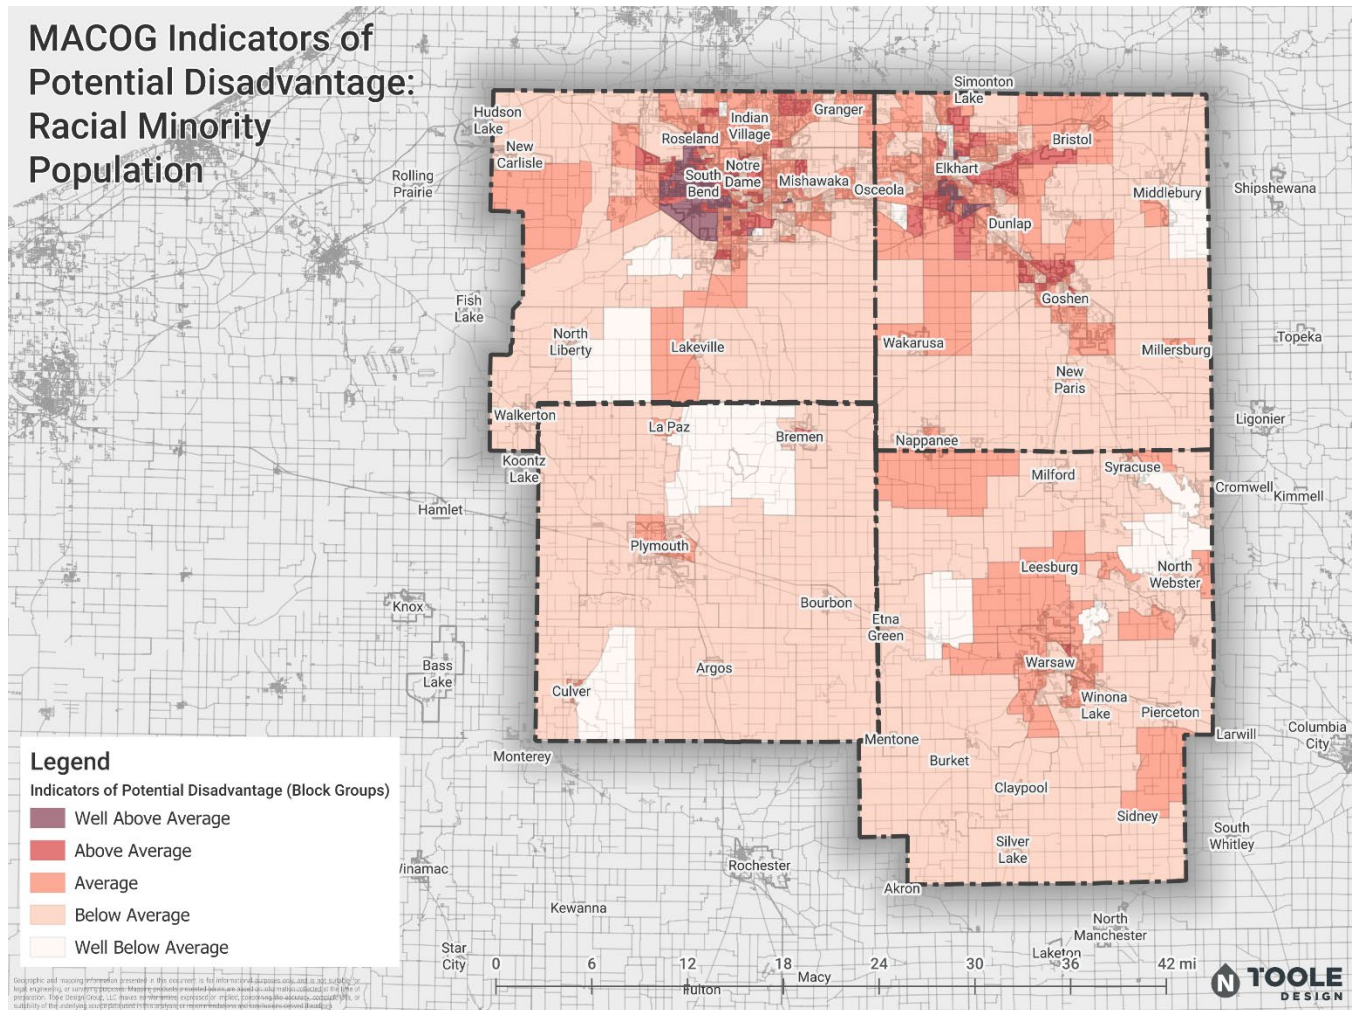 MACOG Indicators of
Potential Disadvantage:
Racial Minority
Population
Simonton
Lake
Hudson
Lake
Indian
Village
Granger
Roseland
Bristol
New
Carlisle
Rolling
Prairie
South
Bend
Notre
Dame
Mishawaka
Osceola
Elkhart
Middlebury
Shipshewana
Dunlap
Fish
Lake
Goshen
North
Liberty
Lakeville
Wakarusa
Millersburg
Topeka
New
Paris
Walkerton
La Paz
Bremen
Nappanee
Ligonier
Koontz
Lake
Milford
Syracuse
Cromwell
Kimmell
Hamlet
Plymouth
Leesburg
North
Webster
Knox
Bourbon
Etna
Green
Bass
Lake
Argos
Warsaw
Culver
Winona
Lake
Pierceton
Monterey
Mentone
Larwill
Columbia
City
Burket
Claypool
Sidney
Silver
Lake
South
Whitley
Rochester
Winamac
Akron
Kewanna
North
Manchester
Star
City
Laketon
Macy
Fulton
Legend
Indicators of Potential Disadvantage (Block Groups)
Well Above Average
Above Average
Average
Below Average
Well Below Average
0 6 12 18 24 30 36 42 mi
N TOOLE
DESIGN